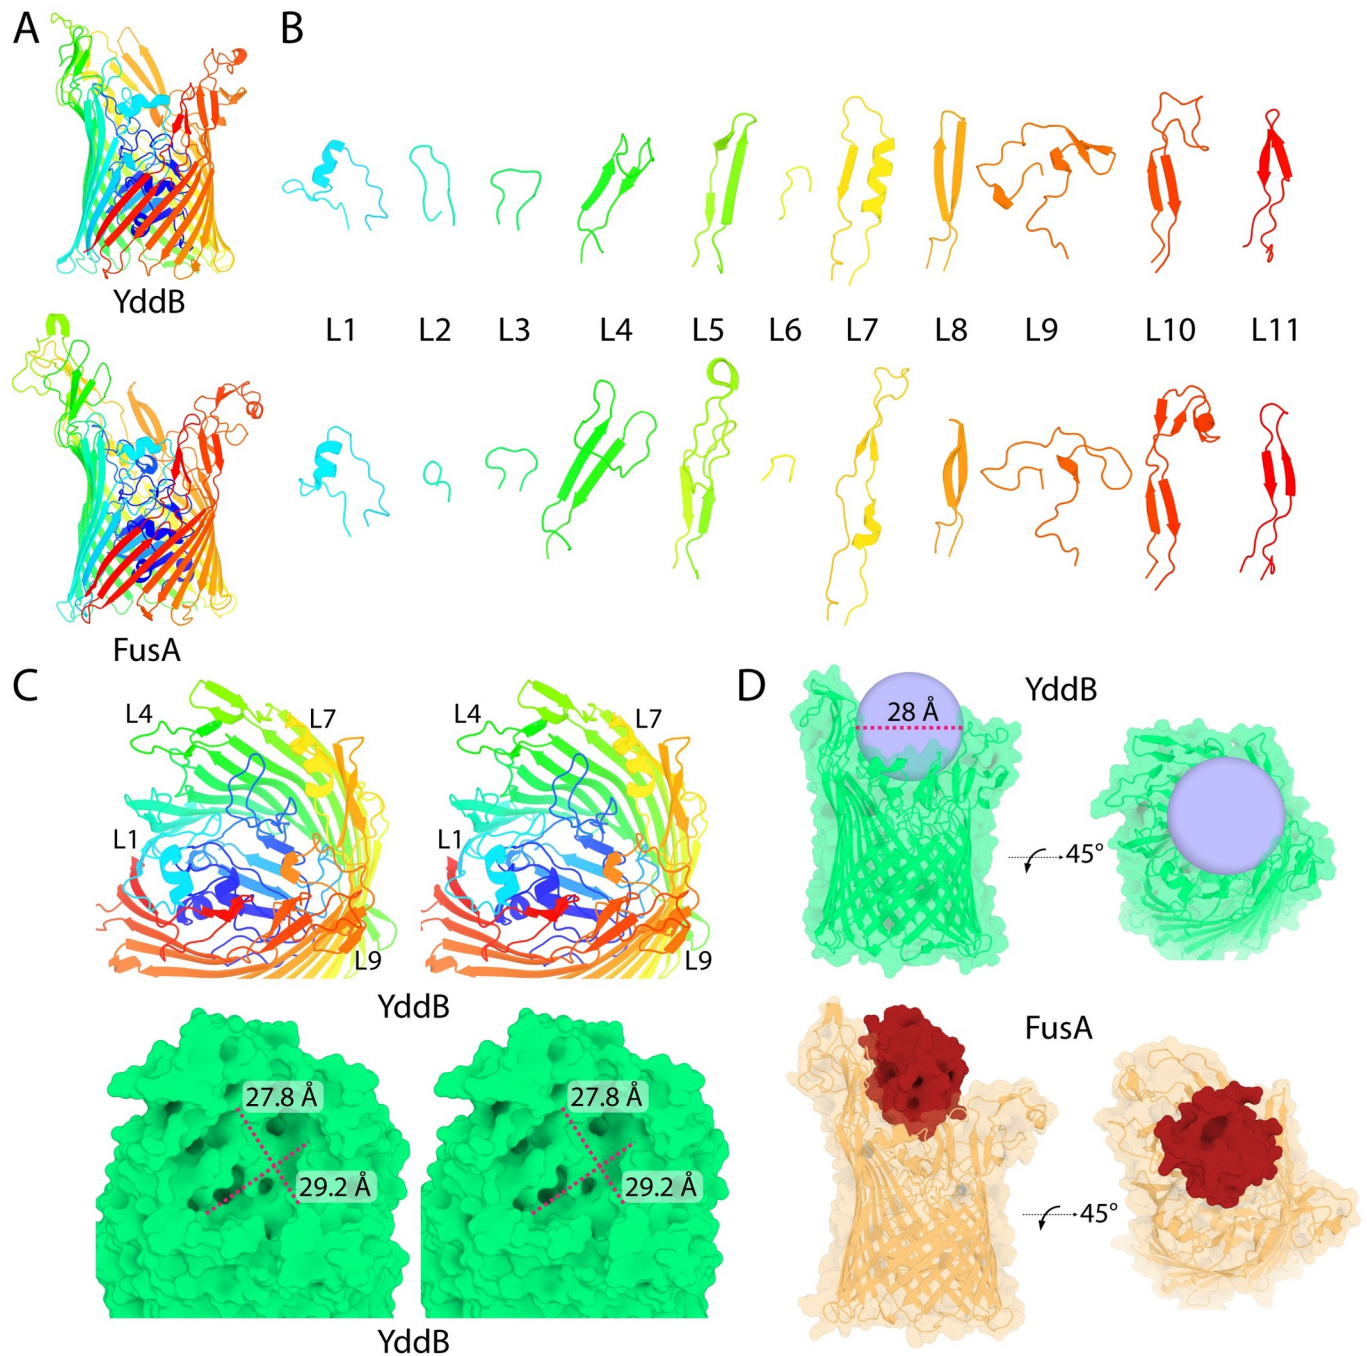 A
B
YddB
L1 L2 L3 L4 L5 L6 L7 L8 L9 L10 L11
FusA
C
D
L4 L7 L4 L7
L1 L1
L9 L9
YddB
27.8 Å 27.8 Å
29.2 Å 29.2 Å
YddB
YddB
28 Å
45°
FusA
45°